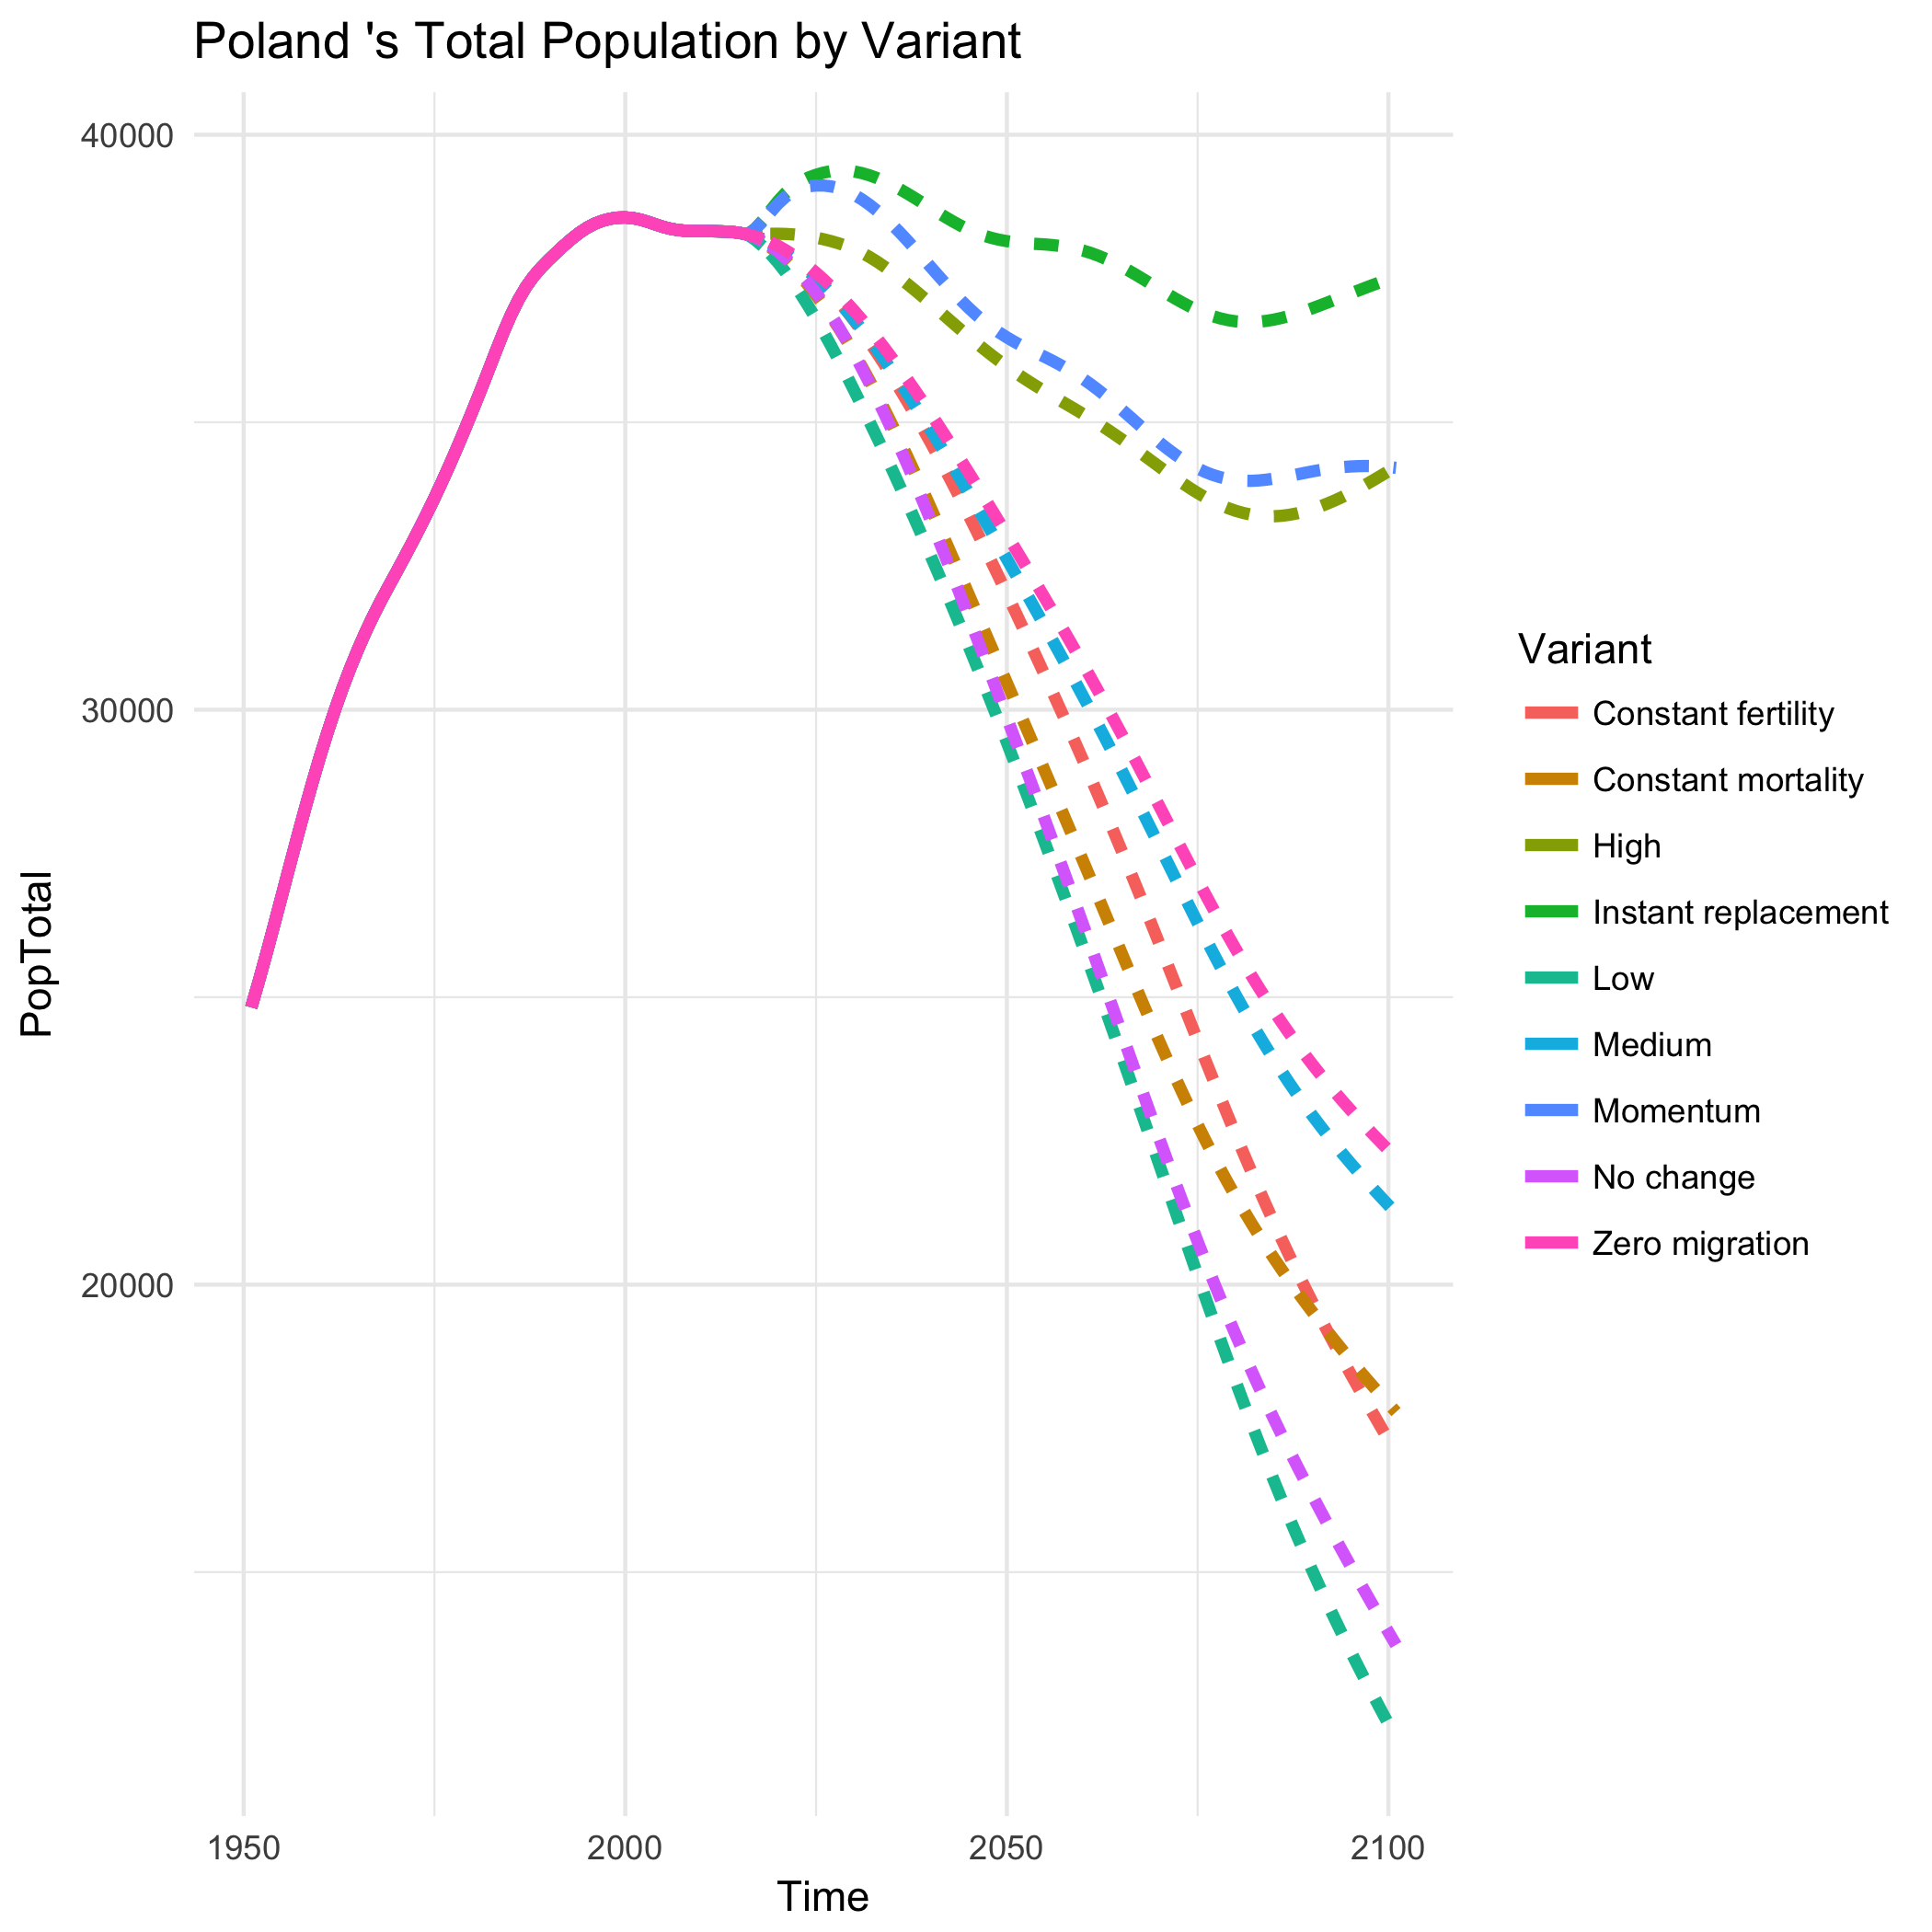 Poland 's Total Population by Variant
40000
30000
20000
PopTotal
1950
2000
2050
2100
Time
Variant
Constant fertility
Constant mortality
High
Instant replacement
Low
Medium
Momentum
No change
Zero migration